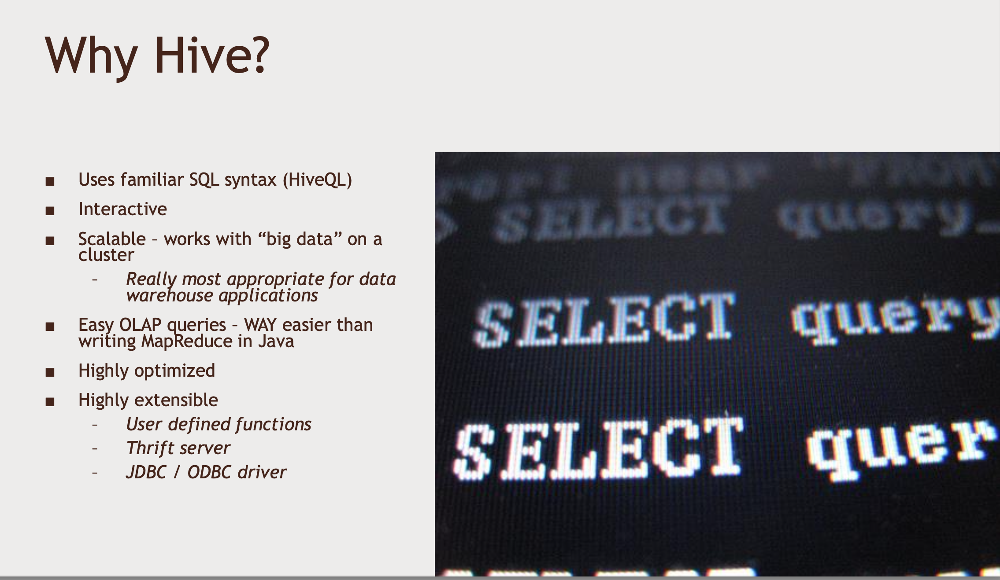 Why Hive?
■ Uses familiar SQL syntax (HiveQL)
■ Interactive
■ Scalable – works with “big data” on a
cluster
– Really most appropriate for data
warehouse applications
■ Easy OLAP queries – WAY easier than
writing MapReduce in Java
■ Highly optimized
■ Highly extensible
– User defined functions
– Thrift server
– JDBC / ODBC driver
near "FROM
SELECT query_
SELECT query
SELECT quer